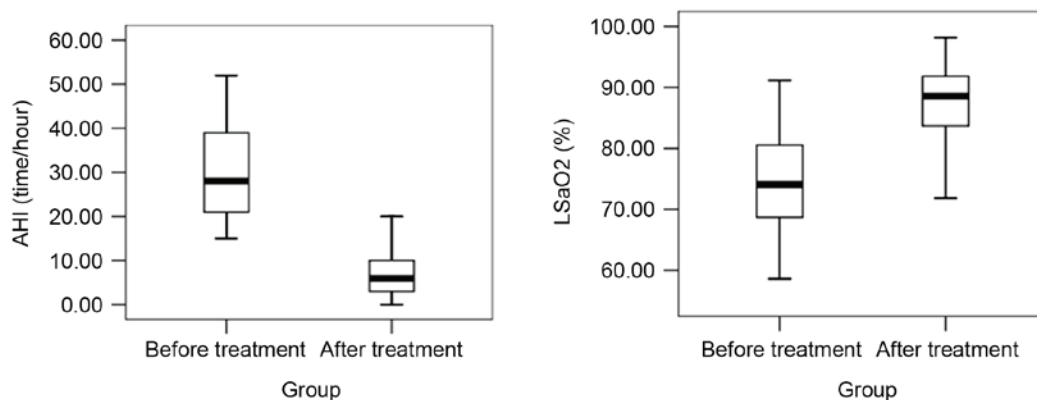 AHI (time/hour)
60.00
50.00
40.00
30.00
20.00
10.00
0.00
Before treatment After treatment
Group
LSaO2 (%)
100.00
90.00
80.00
70.00
60.00
Before treatment After treatment
Group